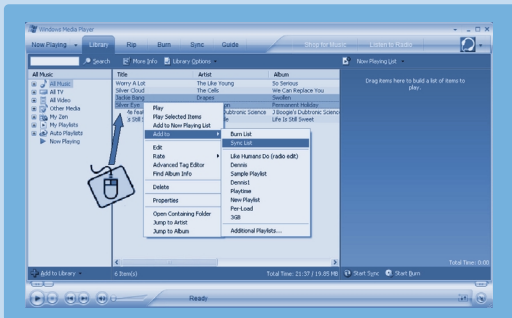 Windows Media Player
Now Playing Library Rip Burn Sync Guide Shop for Music Listen to Radio
Search More Info Library Options Now Playing List
All Music Title Artist Album
All Music Worry A Lot The Like Young So Serious
All TV Silver Cloud The Cells We Can Replace You
All Video Jackie Bang Drapes Swollen
Other Media Silver Eye Permanent Holiday
My Zen Dubtronic Science J Boogie's Dubtronic Science
My Playlists 's Still Life Is Still Sweet
Auto Playlists
Now Playing
Drag items here to build a list of items to
play.
Play
Play Selected Items
Add to Now Playing List
Add to
Edit
Rate
Advanced Tag Editor
Find Album Info
Delete
Properties
Open Containing Folder
Jump to Artist
Jump to Album
Burn List
Sync List
Like Humans Do (radio edit)
Dennis
Sample Playlist
Dennis1
Playtime
New Playlist
Per-Load
3GB
Additional Playlists...
Total Time: 0:00
Add to Library 6 Item(s) Total Time: 21:37 / 19.85 MB Start Sync Start Burn
Ready